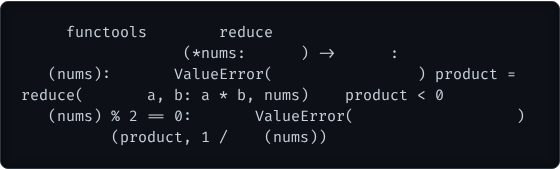 functools reduce
(*nums: ) -> :
(nums): ValueError( ) product =
reduce( a, b: a * b, nums) product < 0
(nums) % 2 == 0: ValueError( )
(product, 1 / (nums))